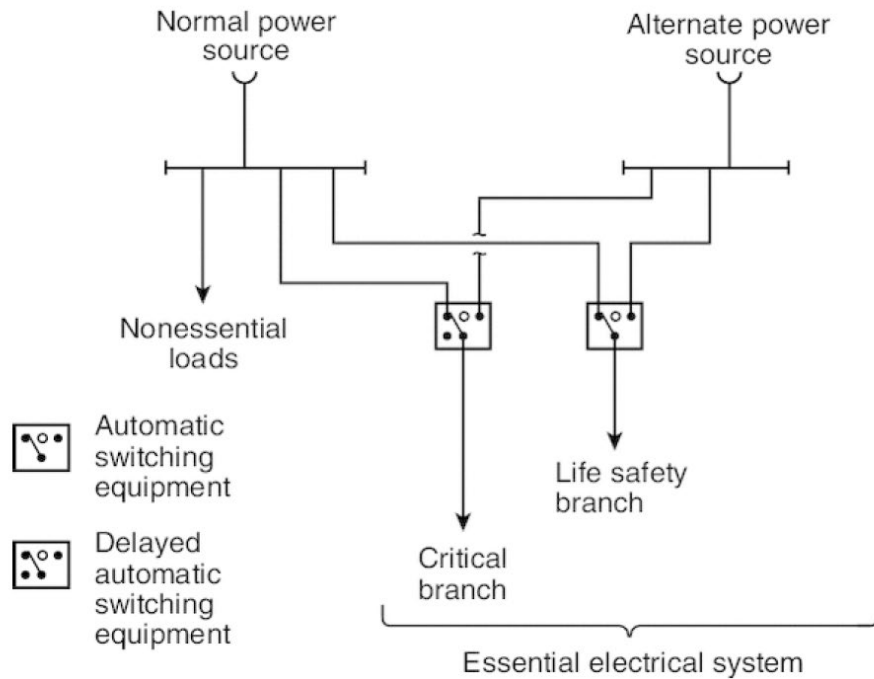 Normal power
source
Alternate power
source
Nonessential
loads
Automatic
switching
equipment
Life safety
branch
Delayed
automatic
switching
equipment
Critical
branch
Essential electrical system